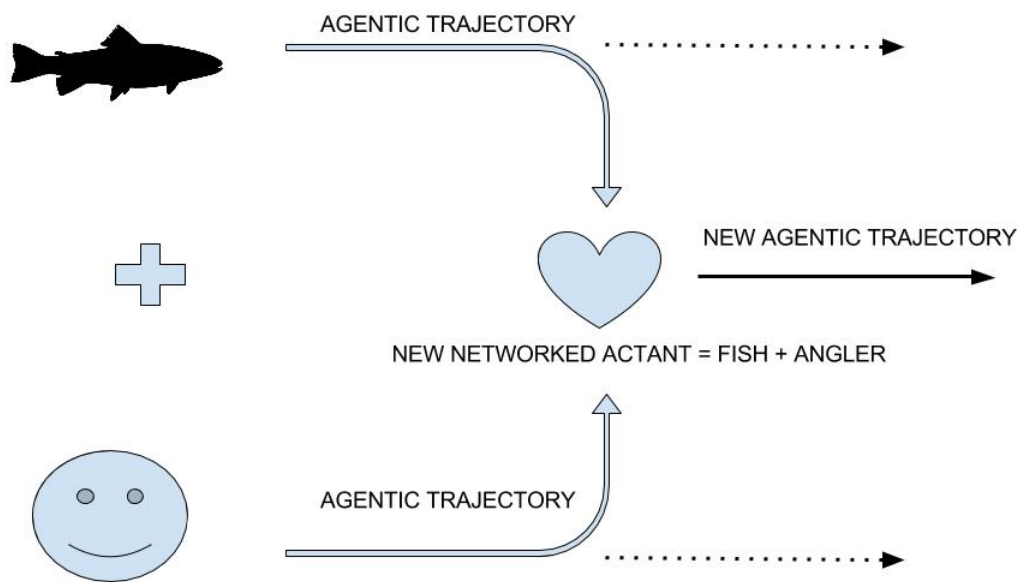 AGENTIC TRAJECTORY
NEW AGENTIC TRAJECTORY
NEW NETWORKED ACTANT = FISH + ANGLER
AGENTIC TRAJECTORY